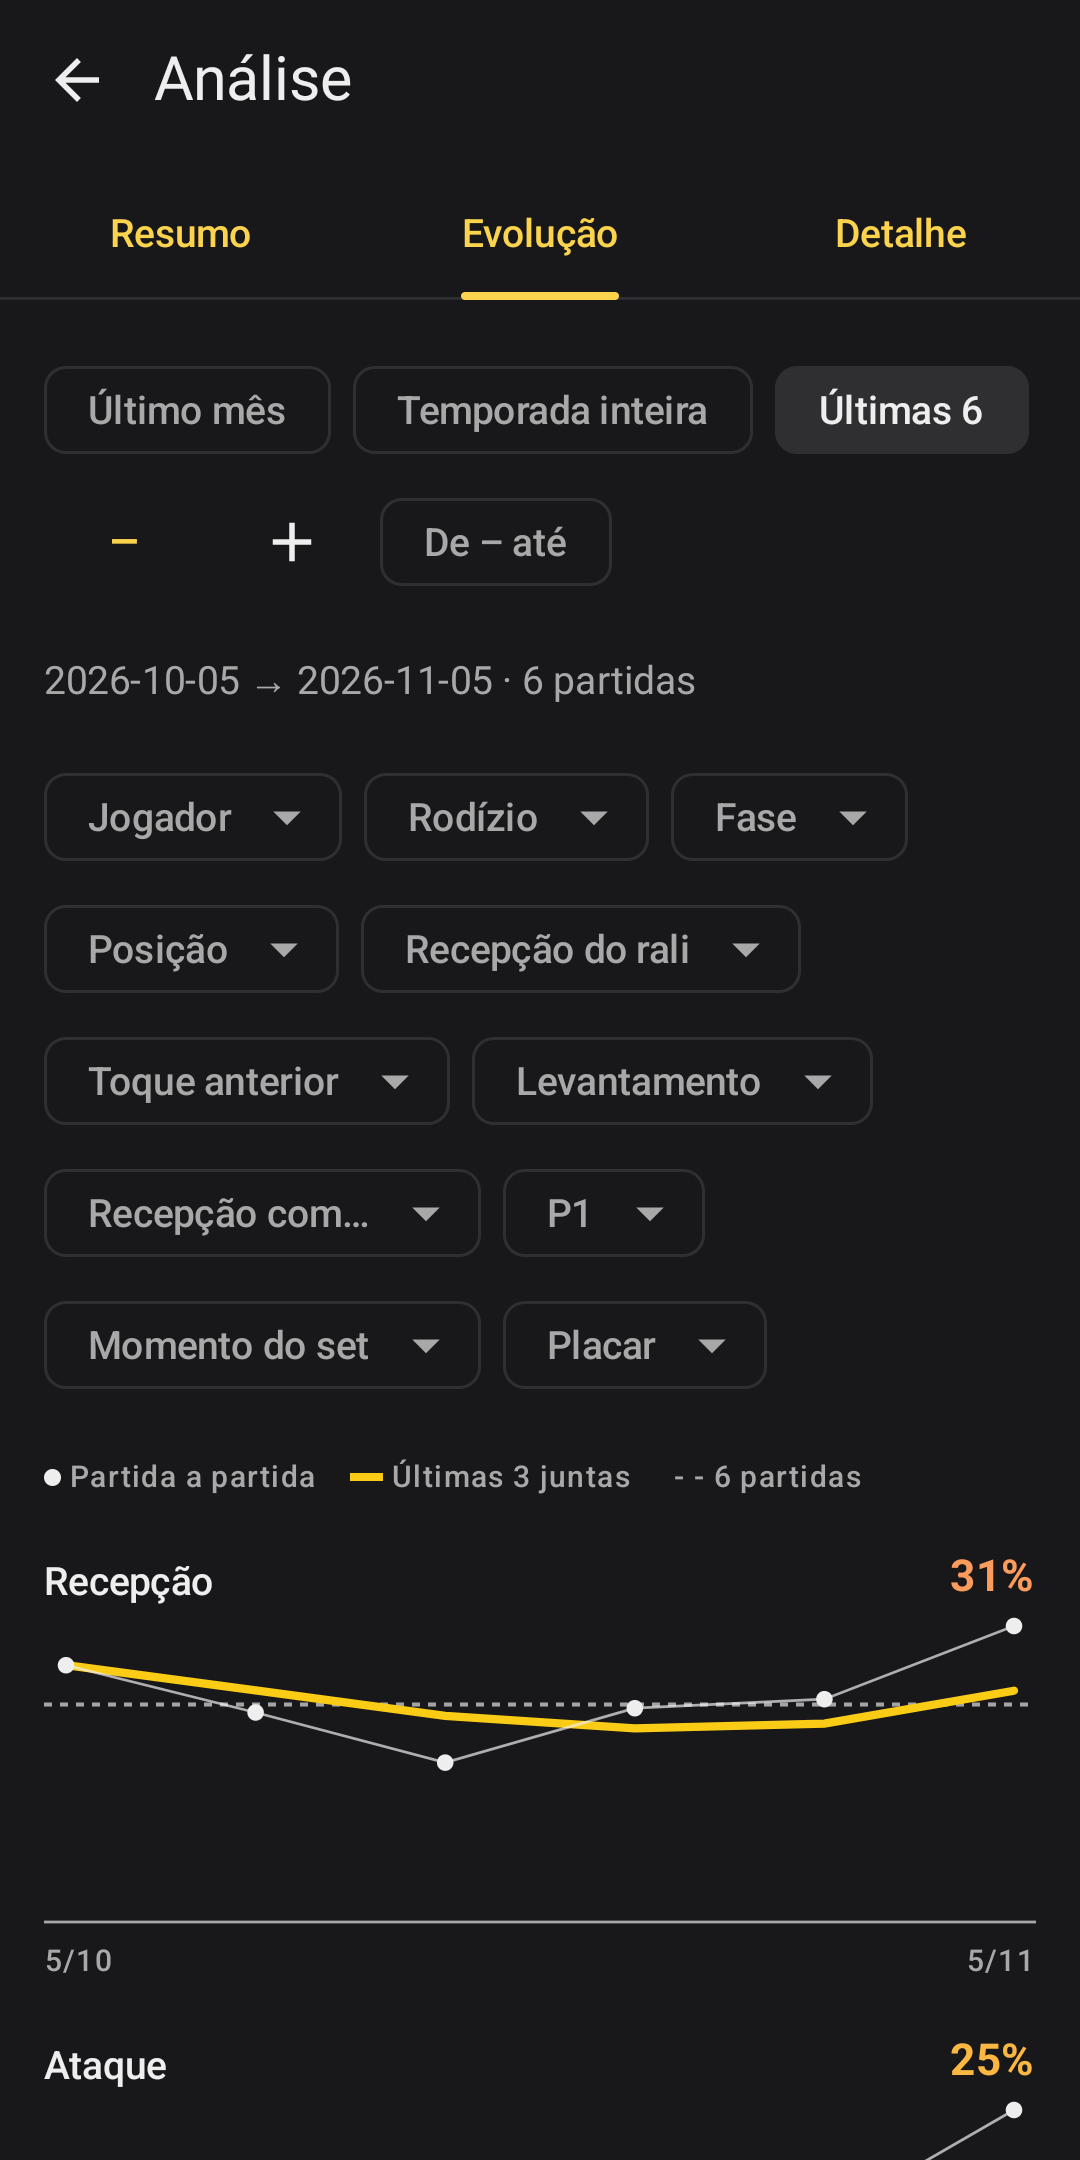 Análise
Resumo Evolução Detalhe
Último mês Temporada inteira Últimas 6
− + De – até
2026-10-05 → 2026-11-05 · 6 partidas
Jogador Rodízio Fase
Posição Recepção do rali
Toque anterior Levantamento
Recepção com... P1
Momento do set Placar
Partida a partida Últimas 3 juntas - - 6 partidas
Recepção 31%
5/10 5/11
Ataque 25%